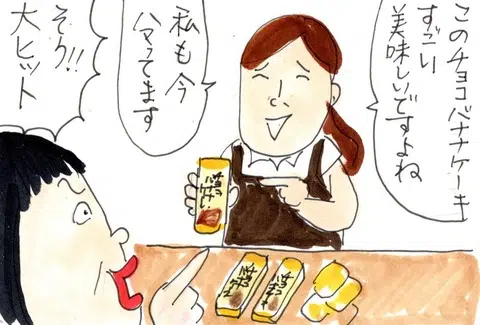 このチョコバナナケーキ
すごい
美味しいですよね
私も今
ハマってます
そう!!
大ヒット